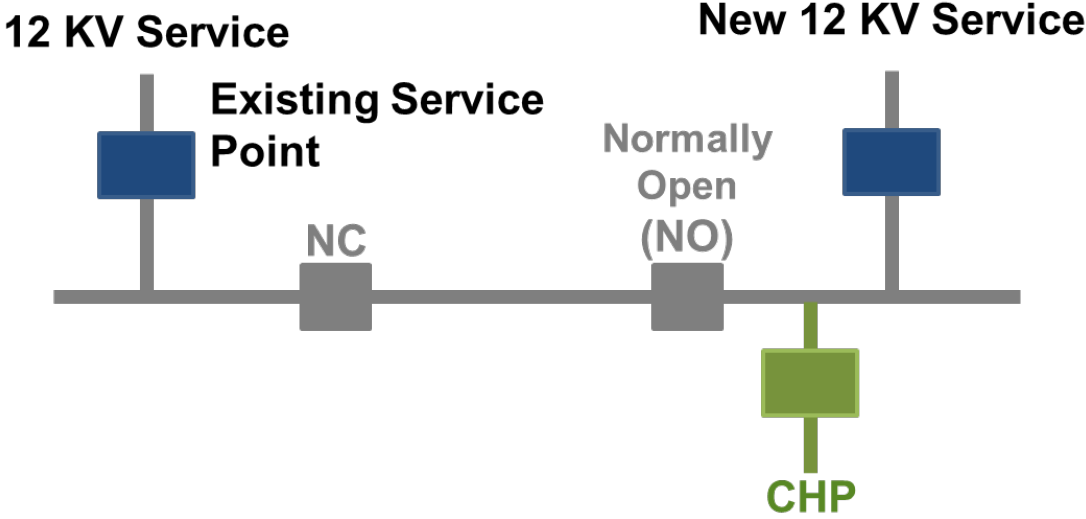 12 KV Service
New 12 KV Service
Existing Service
Point
Normally
Open
(NO)
NC
CHP